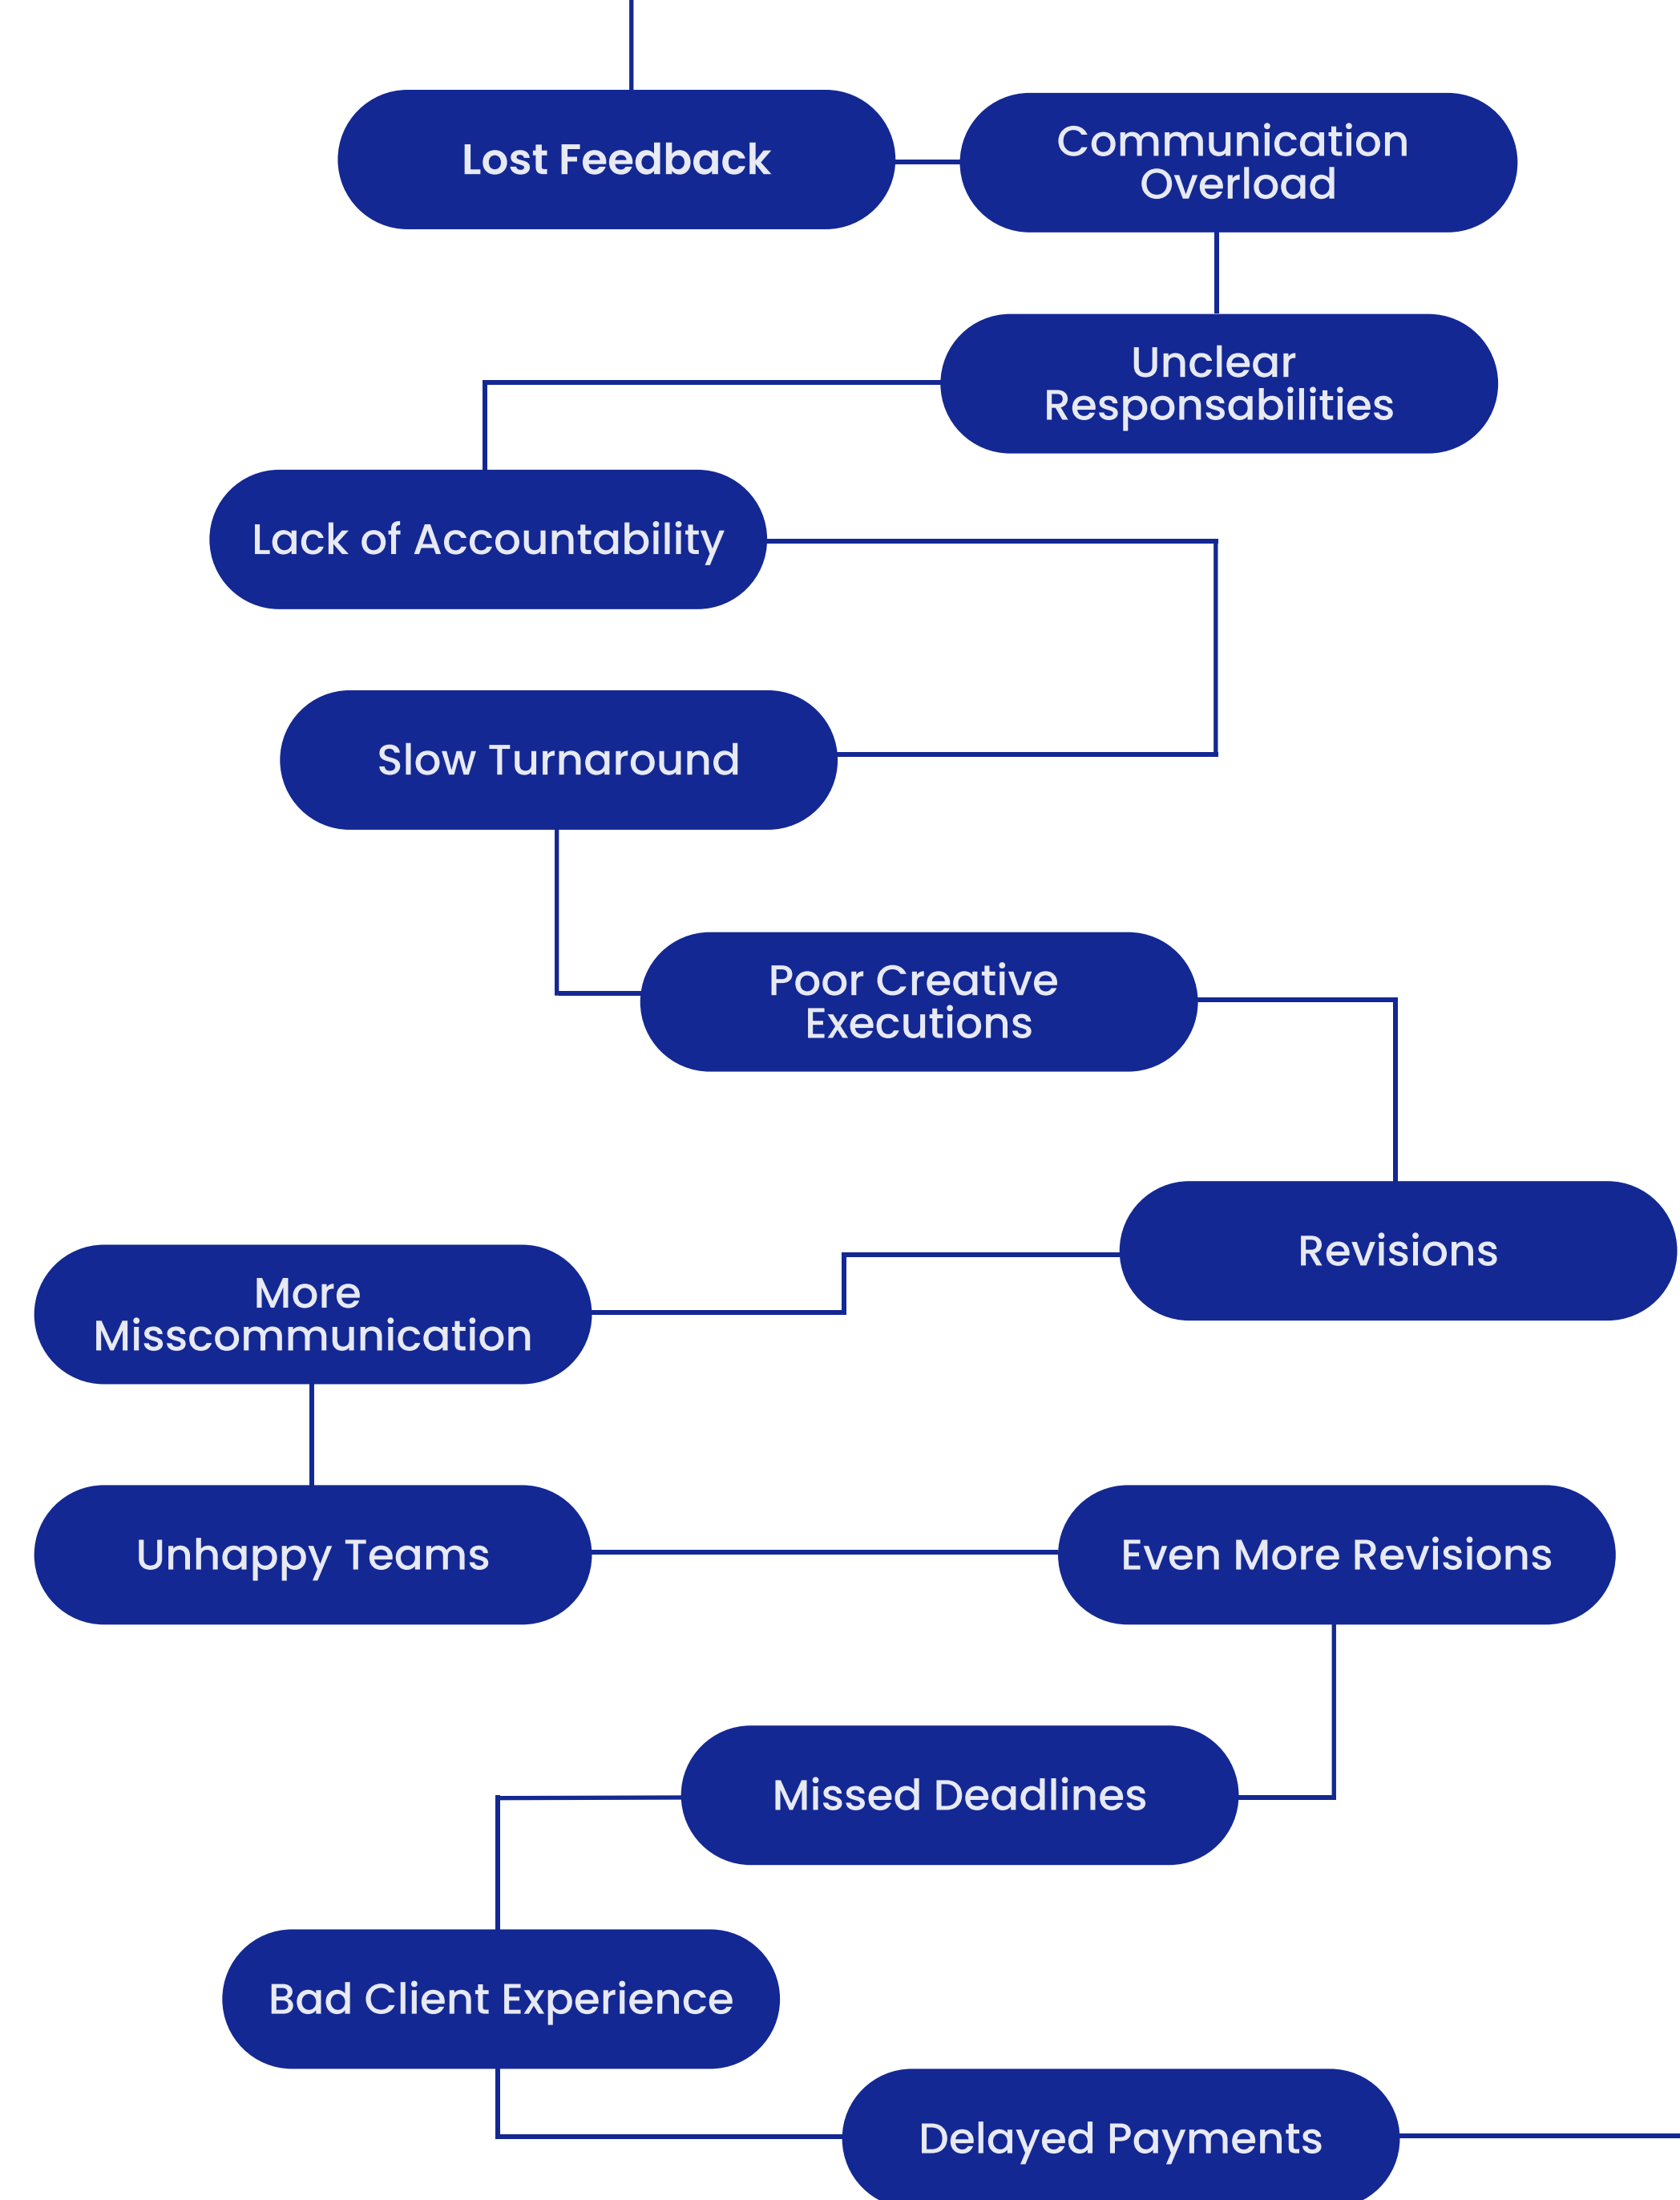 Lost Feedback
Communication
Overload
Unclear
Responsabilities
Lack of Accountability
Slow Turnaround
Poor Creative
Executions
Revisions
More
Misscommunication
Unhappy Teams
Even More Revisions
Missed Deadlines
Bad Client Experience
Delayed Payments